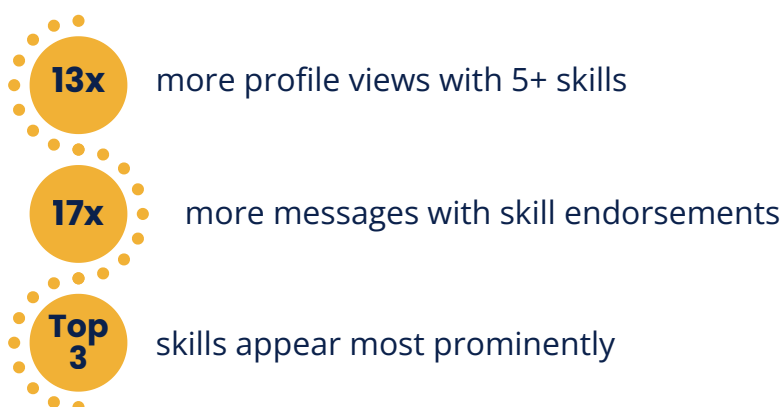 13x
more profile views with 5+ skills
17x
more messages with skill endorsements
Top
3
skills appear most prominently